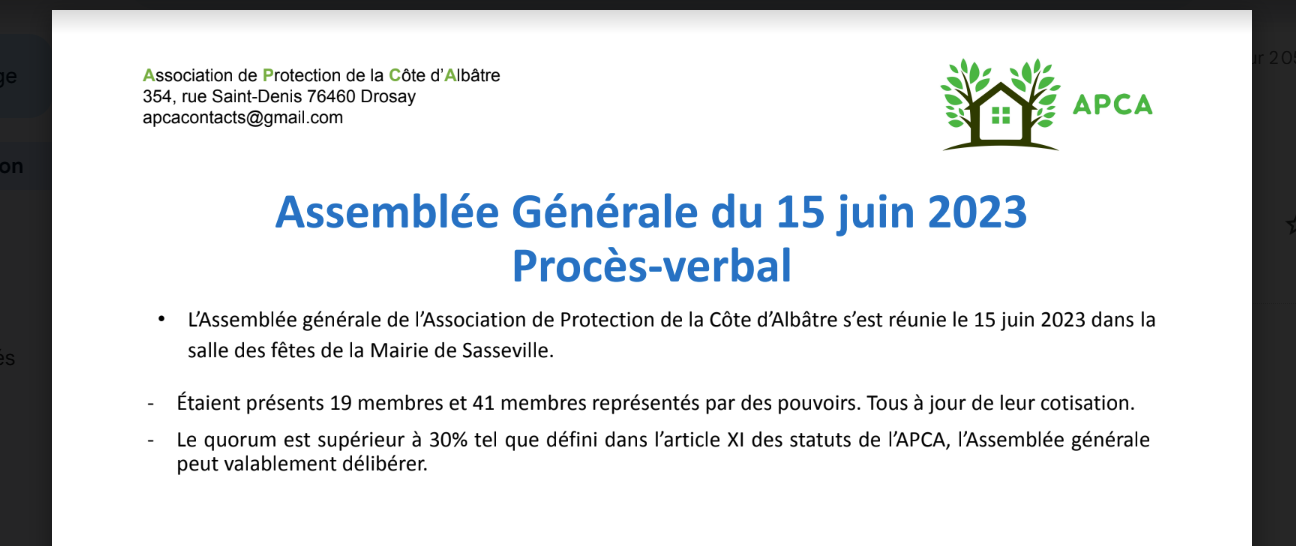 Association de Protection de la Côte d'Albâtre
354, rue Saint-Denis 76460 Drosay
apcacontacts@gmail.com
APCA
Assemblée Générale du 15 juin 2023
Procès-verbal
• L’Assemblée générale de l’Association de Protection de la Côte d’Albâtre s’est réunie le 15 juin 2023 dans la
salle des fêtes de la Mairie de Sasseville.
- Étaient présents 19 membres et 41 membres représentés par des pouvoirs. Tous à jour de leur cotisation.
- Le quorum est supérieur à 30% tel que défini dans l’article XI des statuts de l’APCA, l’Assemblée générale
peut valablement délibérer.